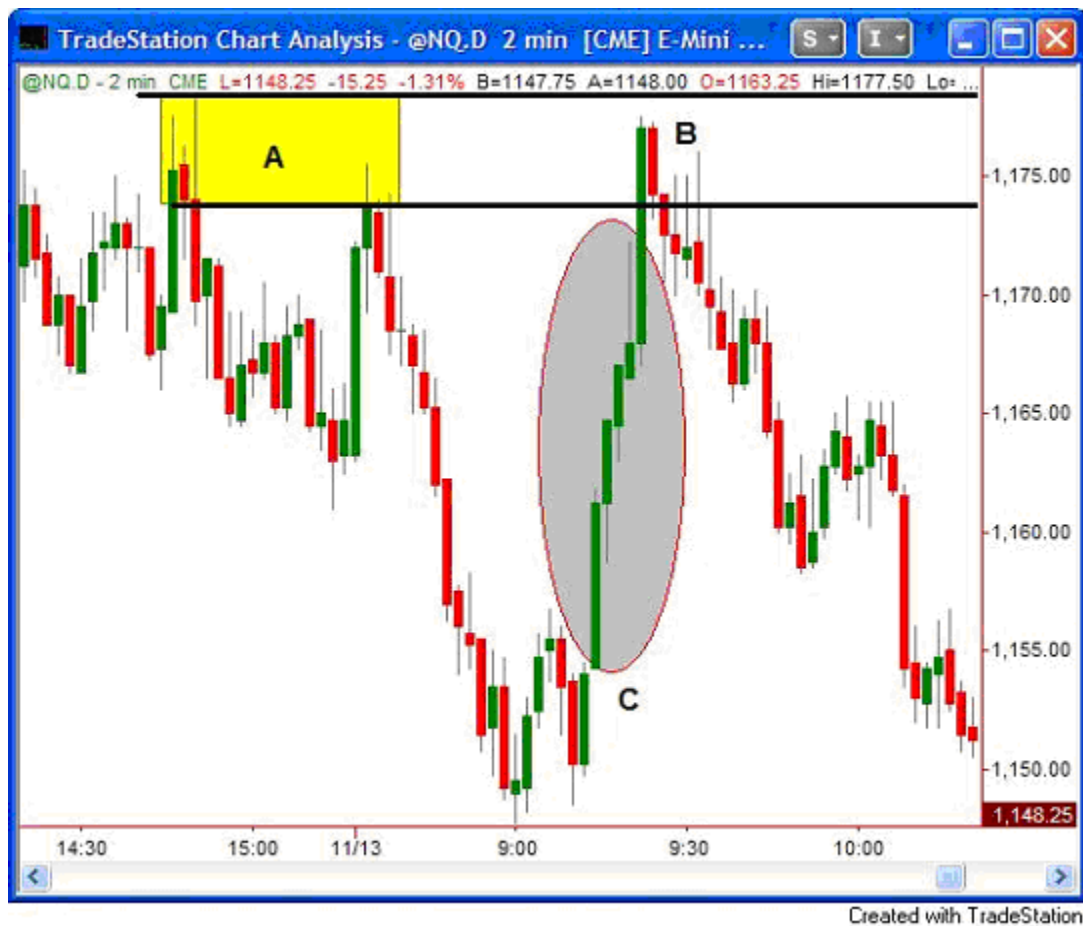 TradeStation Chart Analysis - @NQ.D 2 min [CME] E-Mini ...
S
I
@NQ.D - 2 min CME L=1148.25 -15.25 -1.31% B=1147.75 A=1148.00 O=1163.25 Hi=1177.50 Lo= ...
A
B
1,175.00
1,170.00
1,165.00
1,160.00
1,155.00
C
1,150.00
1,148.25
14:30 15:00 11/13 9:00 9:30 10:00
Created with TradeStation